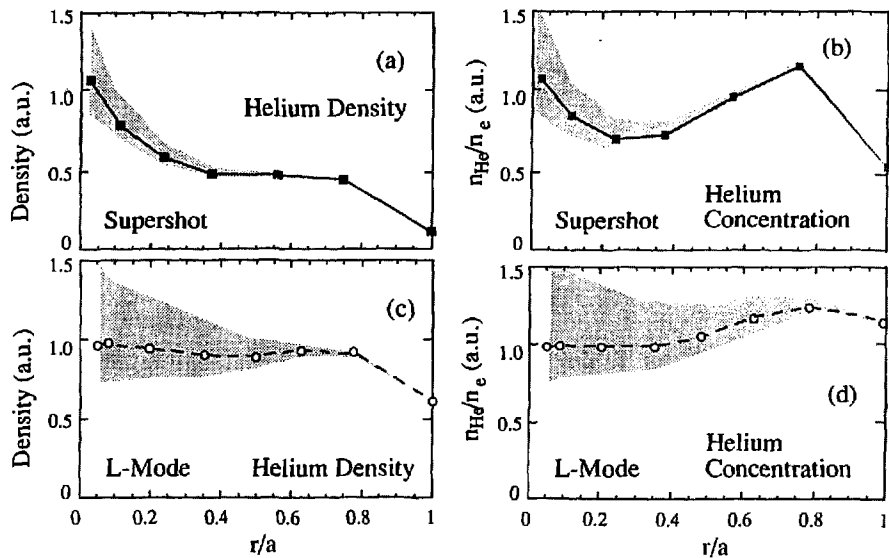 1.5
1.0
0.5
0
Density (a.u.)
(a)
Helium Density
Supershot
1.5
1.0
0.5
0
n_He/n_e (a.u.)
(b)
Supershot
Helium
Concentration
1.5
1.0
0.5
0
Density (a.u.)
(c)
L-Mode
Helium Density
0
0.2
0.4
0.6
0.8
1
r/a
1.5
1.0
0.5
0
n_He/n_e (a.u.)
(d)
L-Mode
Helium
Concentration
0
0.2
0.4
0.6
0.8
1
r/a